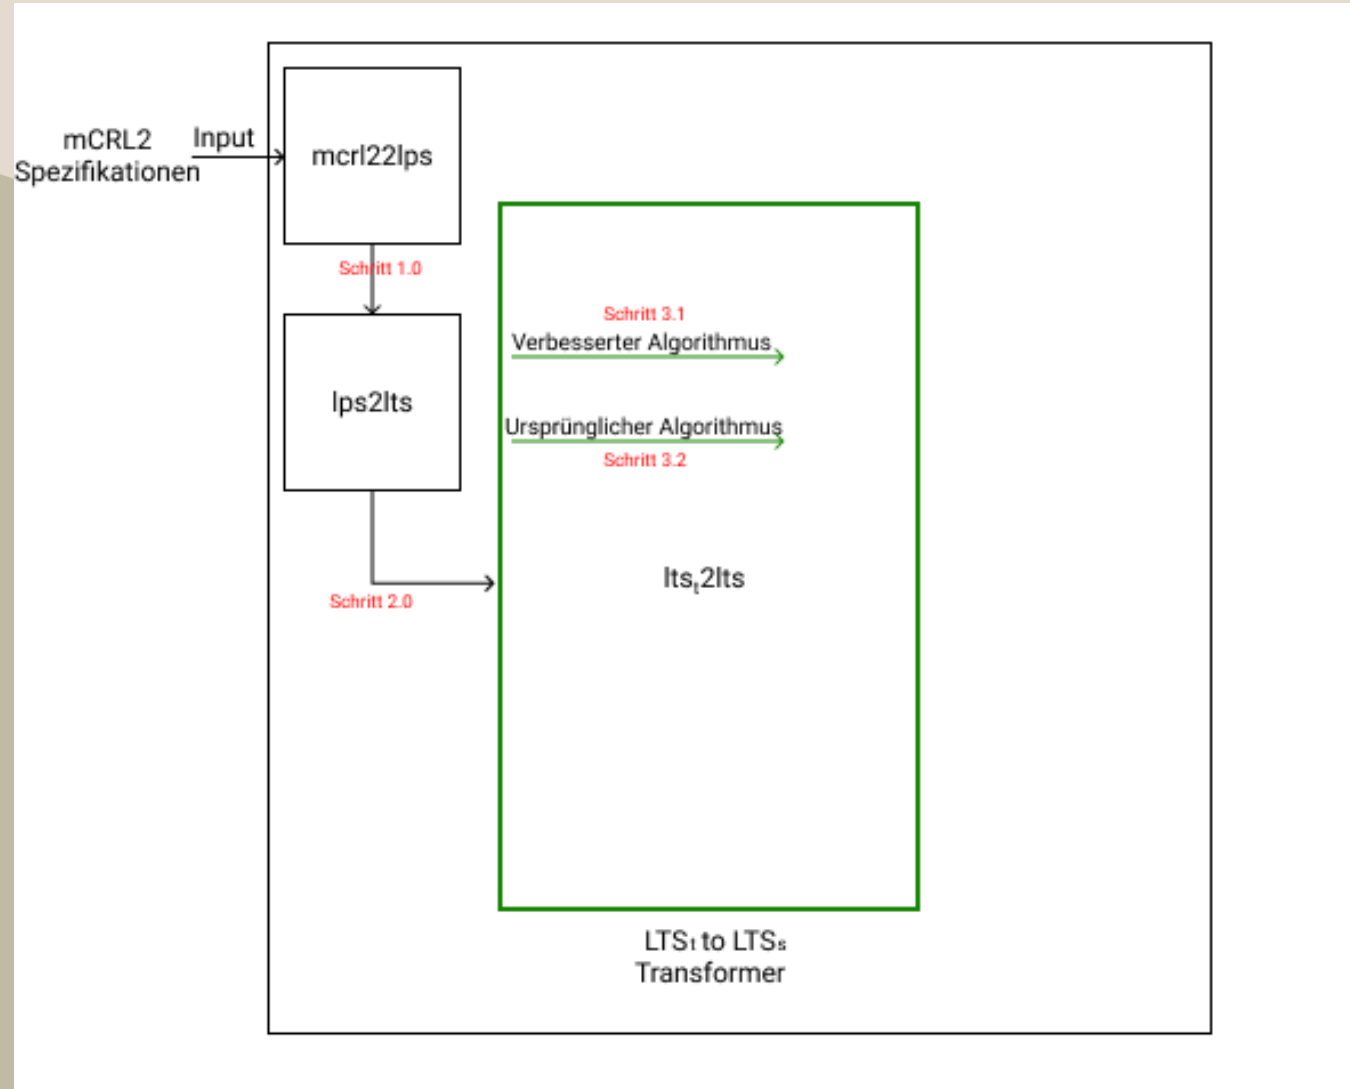 mCRL2
Spezifikationen
Input
mcrl22lps
Schritt 1.0
lps2lts
Schritt 2.0
Schritt 3.1
Verbesserter Algorithmus
Ursprünglicher Algorithmus
Schritt 3.2
ltsₜ2lts
LTSₜ to LTSₛ
Transformer